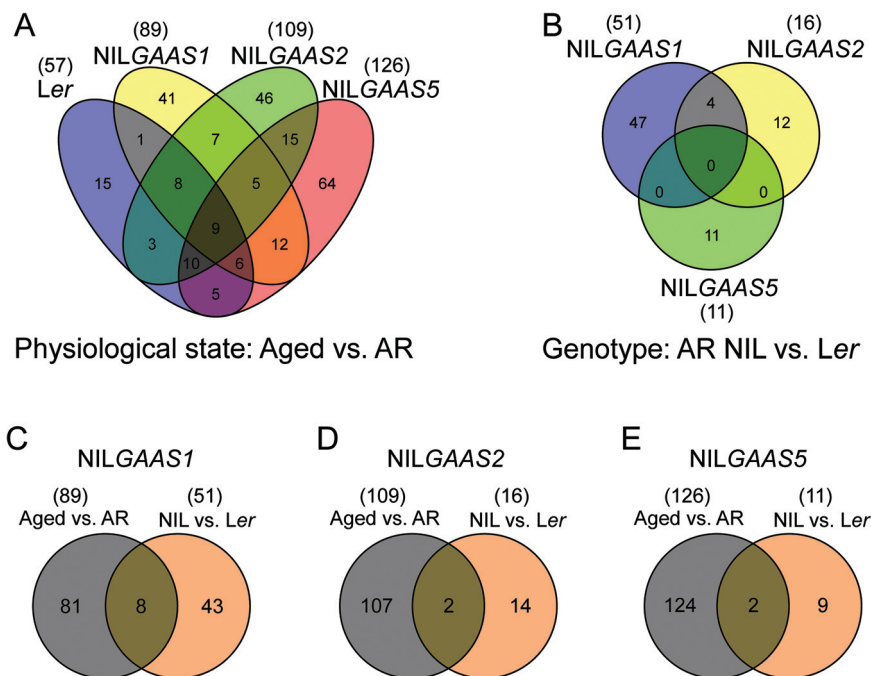 A
(57)
Ler
(89)
NILGAAS1
(109)
NILGAAS2
(126)
NILGAAS5
41
46
1
7
15
15
8
5
64
9
3
12
10
6
5
Physiological state: Aged vs. AR
B
(51)
NILGAAS1
(16)
NILGAAS2
4
47
12
0
0
0
11
NILGAAS5
(11)
Genotype: AR NIL vs. Ler
C
NILGAAS1
(89)
Aged vs. AR
(51)
NIL vs. Ler
81
8
43
D
NILGAAS2
(109)
Aged vs. AR
(16)
NIL vs. Ler
107
2
14
E
NILGAAS5
(126)
Aged vs. AR
(11)
NIL vs. Ler
124
2
9